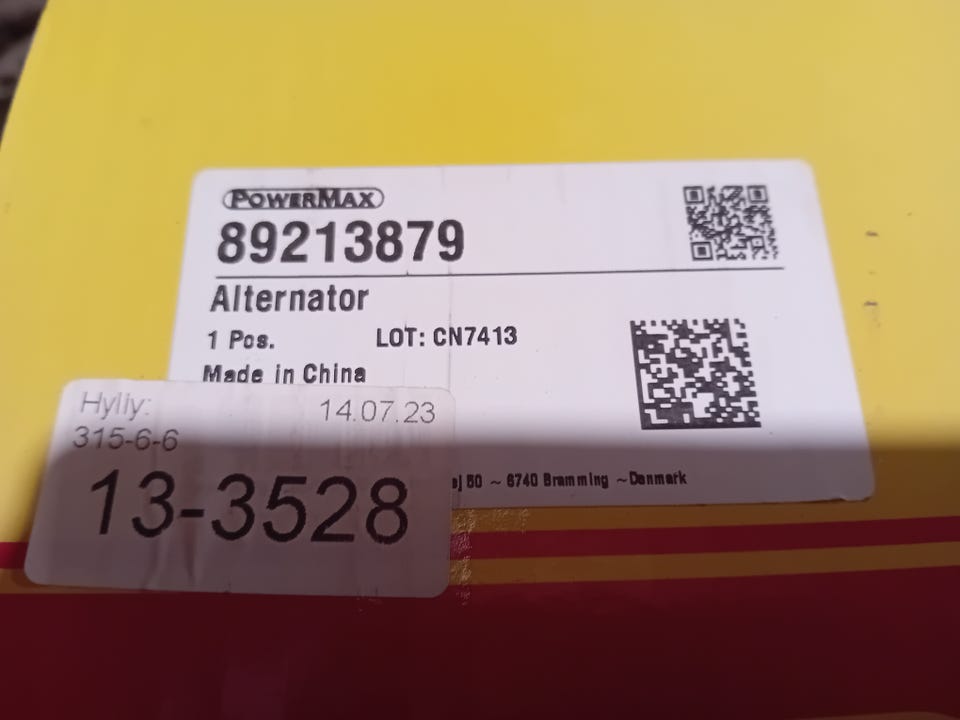 POWERMAX
89213879
Alternator
1 Pos. LOT: CN7413
Made in China
Hylly: 14.07.23
315-6-6
13-3528
50 ~ 6740 Bramming ~Denmark